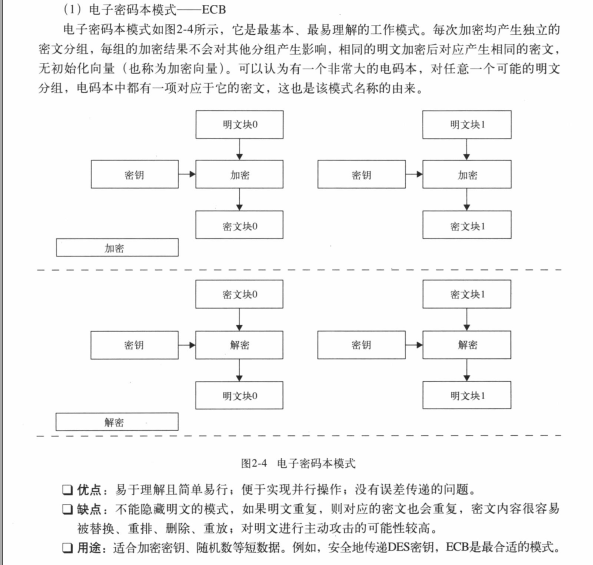 （1）电子密码本模式——ECB
电子密码本模式如图2-4所示，它是最基本、最易理解的工作模式。每次加密均产生独立的
密文分组，每组的加密结果不会对其他分组产生影响，相同的明文加密后对应产生相同的密文，
无初始化向量（也称为加密向量）。可以认为有一个非常大的电码本，对任意一个可能的明文
分组，电码本中都有一项对应于它的密文，这也是该模式名称的由来。
明文块0 明文块1
密钥 加密 密钥 加密
密文块0 密文块1
加密
密文块0 密文块1
密钥 解密 密钥 解密
明文块0 明文块1
解密
图2-4 电子密码本模式
❏ 优点：易于理解且简单易行；便于实现并行操作；没有误差传递的问题。
❏ 缺点：不能隐藏明文的模式，如果明文重复，则对应的密文也会重复，密文内容很容易
被替换、重排、删除、重放；对明文进行主动攻击的可能性较高。
❏ 用途：适合加密密钥、随机数等短数据。例如，安全地传递DES密钥，ECB是最合适的模式。